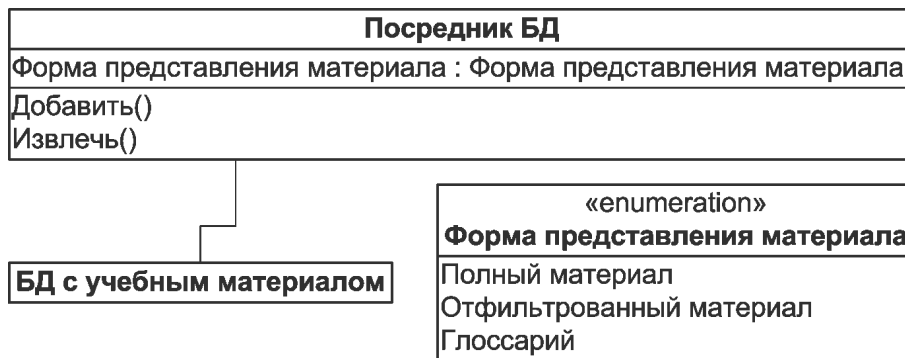 Посредник БД
Форма представления материала : Форма представления материала
Добавить()
Извлечь()
«enumeration»
Форма представления материала
БД с учебным материалом
Полный материал
Отфильтрованный материал
Глоссарий